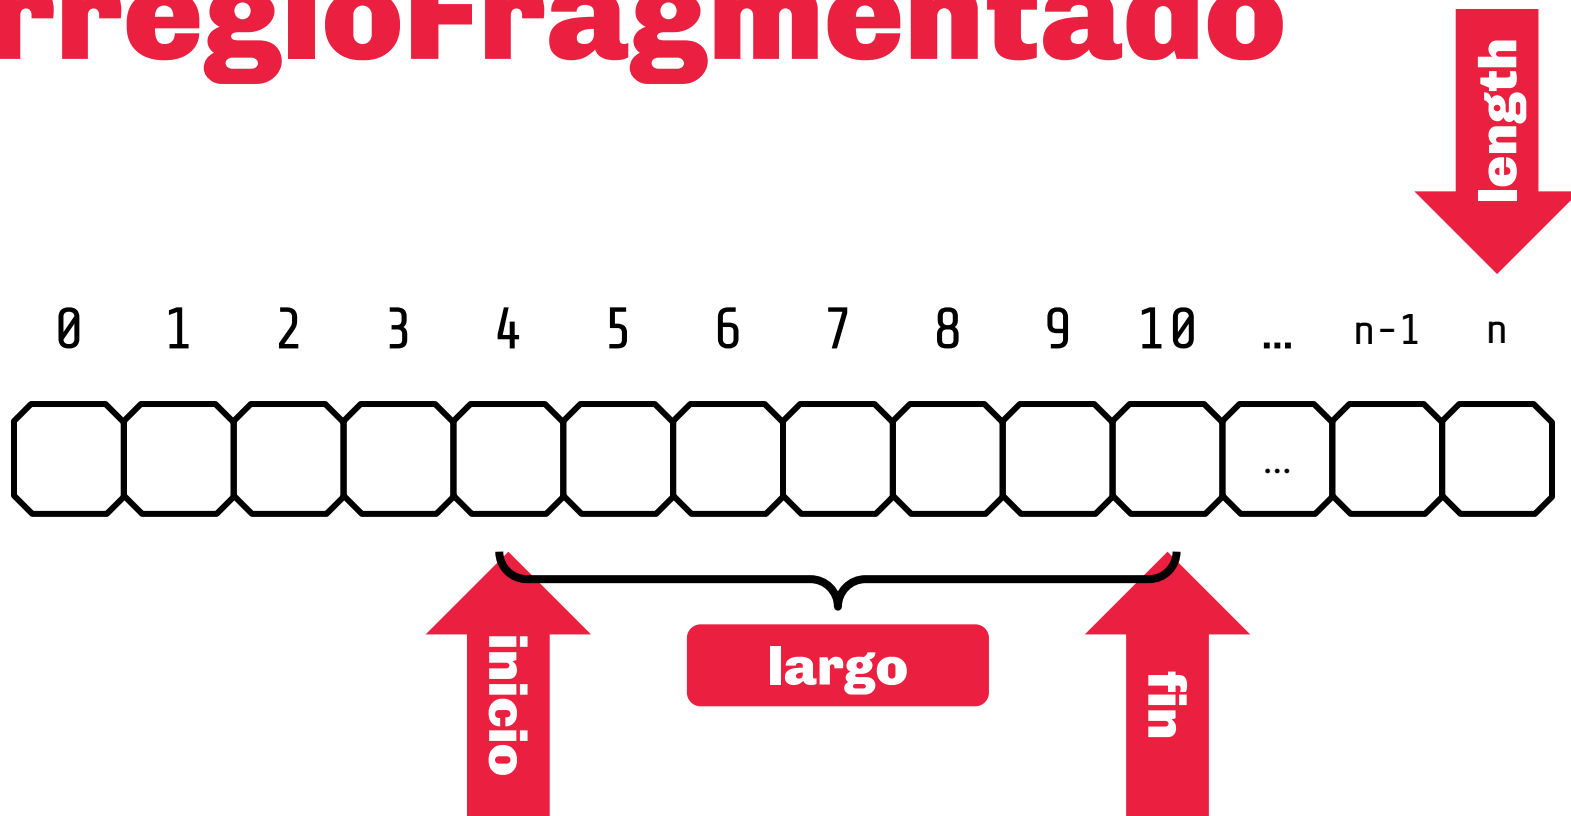 rregloFragmentado
length
0 1 2 3 4 5 6 7 8 9 10 ... n-1 n
...
inicio
largo
fin